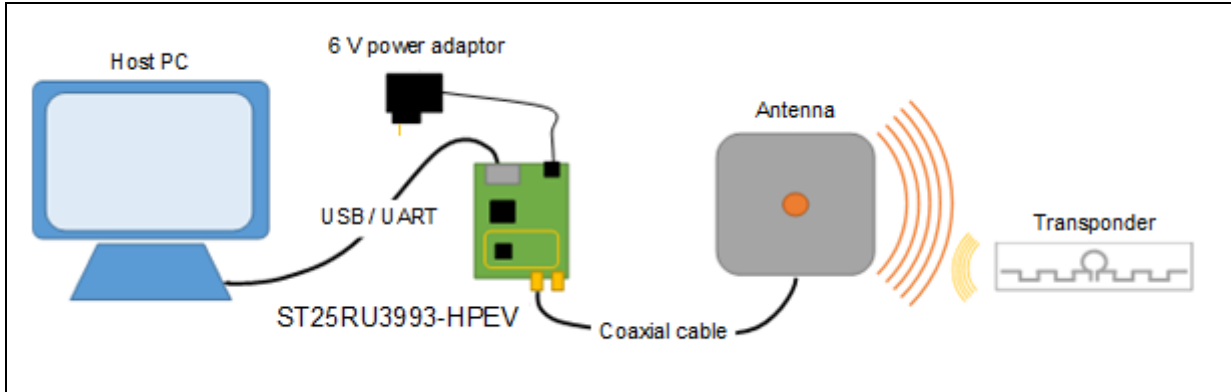 Host PC
6 V power adaptor
Antenna
USB / UART
Transponder
ST25RU3993-HPEV
Coaxial cable